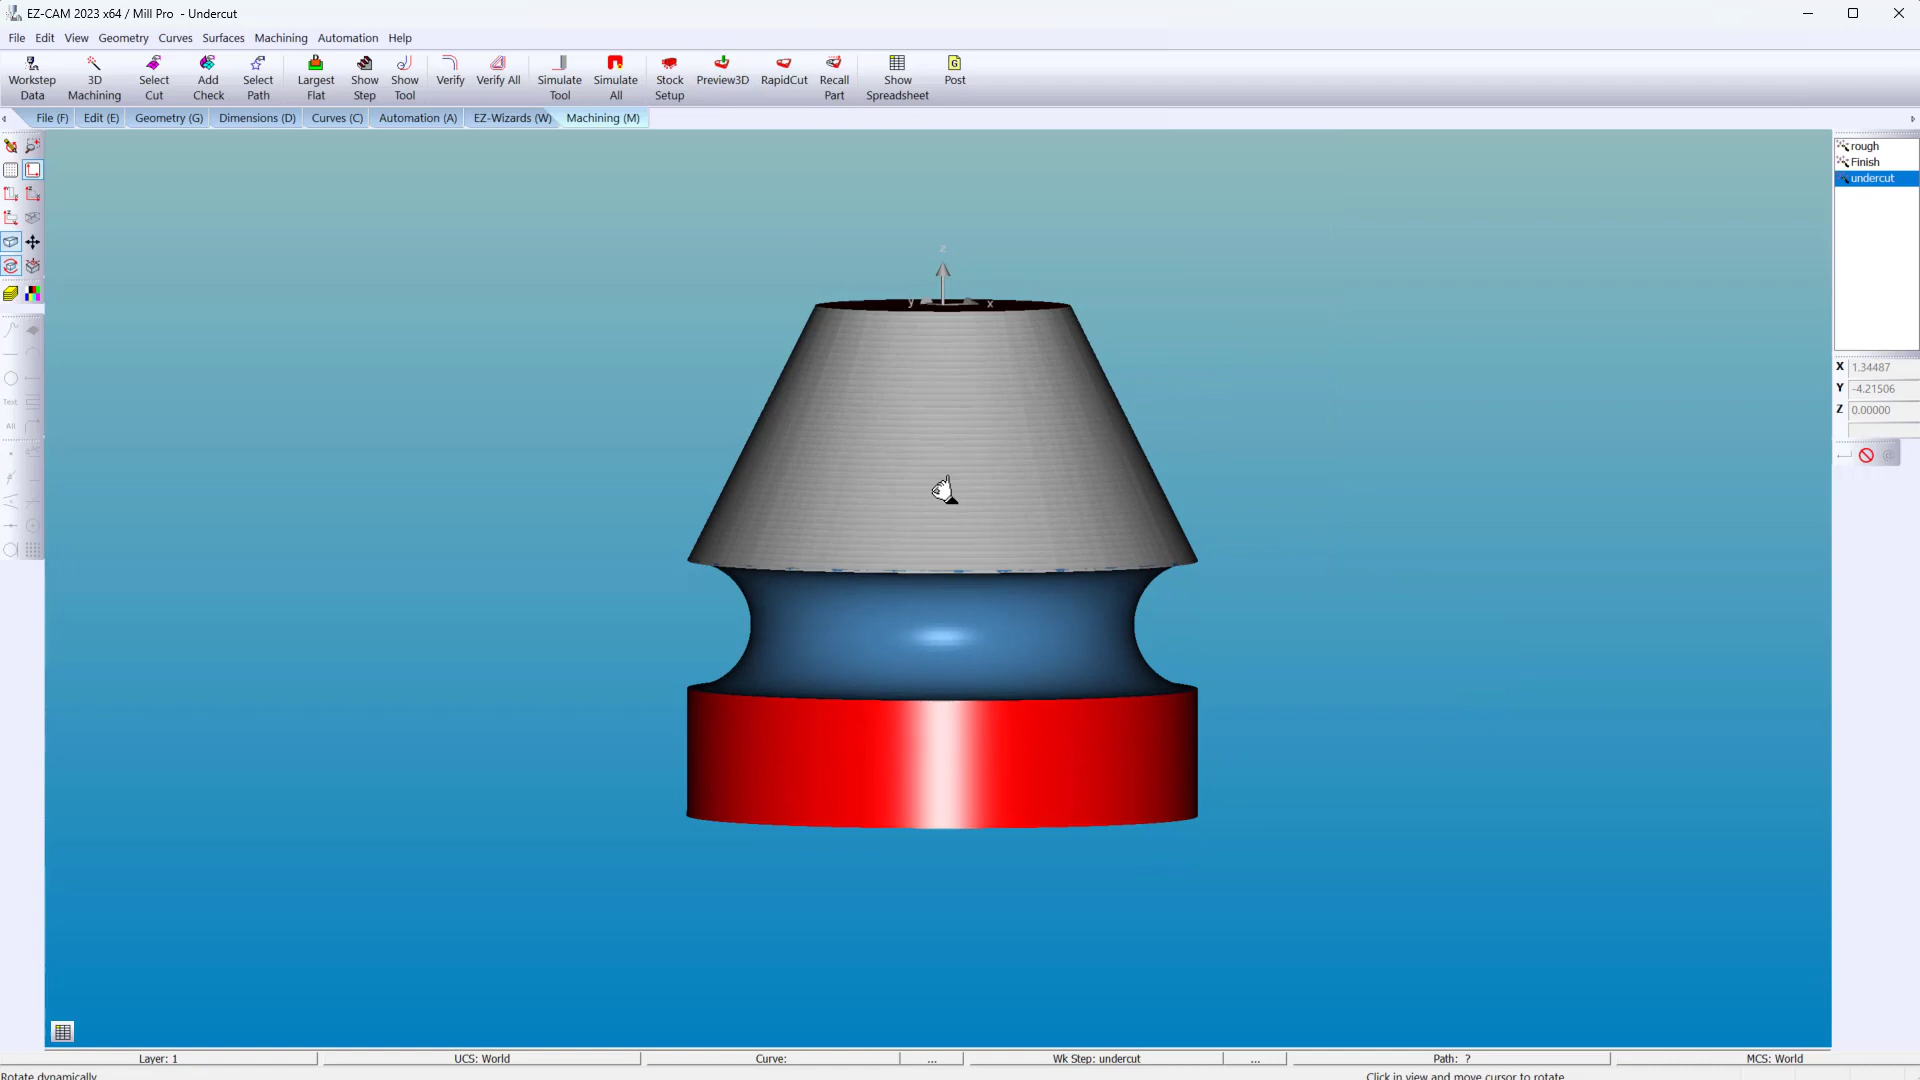 EZ-CAM 2023 x64 / Mill Pro - Undercut
File Edit View Geometry Curves Surfaces Machining Automation Help
Workstep Data
3D Machining
Select Cut
Add Check
Select Path
Largest Flat
Show Step
Show Tool
Verify
Verify All
Simulate Tool
Simulate All
Stock Setup
Preview3D
RapidCut
Recall Part
Show Spreadsheet
Post
File (F) Edit (E) Geometry (G) Dimensions (D) Curves (C) Automation (A) EZ-Wizards (W) Machining (M)
rough
Finish
undercut
z
y x
X 1.34487
Y -4.21506
Z 0.00000
Text
All
Layer: 1 UCS: World Curve: ... Wk Step: undercut ... Path: ? MCS: World
Rotate dynamically Click in view and move cursor to rotate